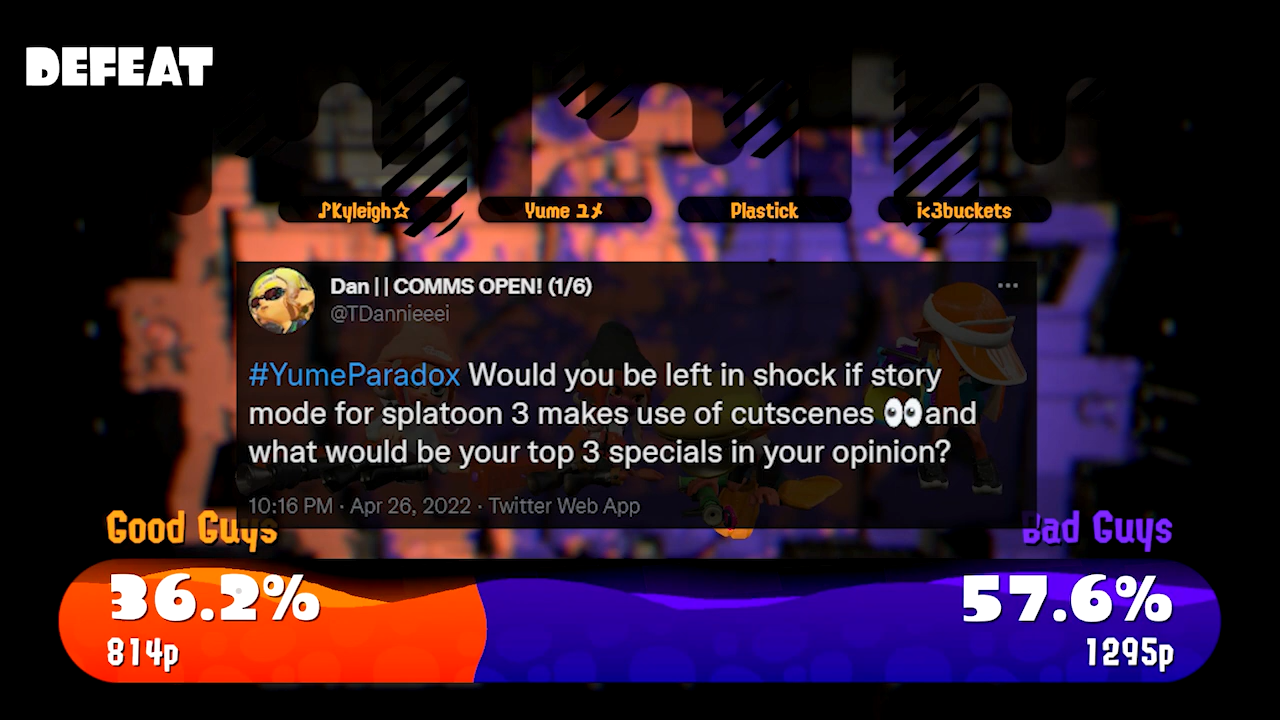 DEFEAT
♪Kyleigh☆
Yume ユメ
Plastick
i<3buckets
Dan || COMMS OPEN! (1/6)
@TDannieeei
#YumeParadox Would you be left in shock if story
mode for splatoon 3 makes use of cutscenes 👀and
what would be your top 3 specials in your opinion?
10:16 PM · Apr 26, 2022 · Twitter Web App
Good Guys
Bad Guys
36.2%
57.6%
814p
1295p